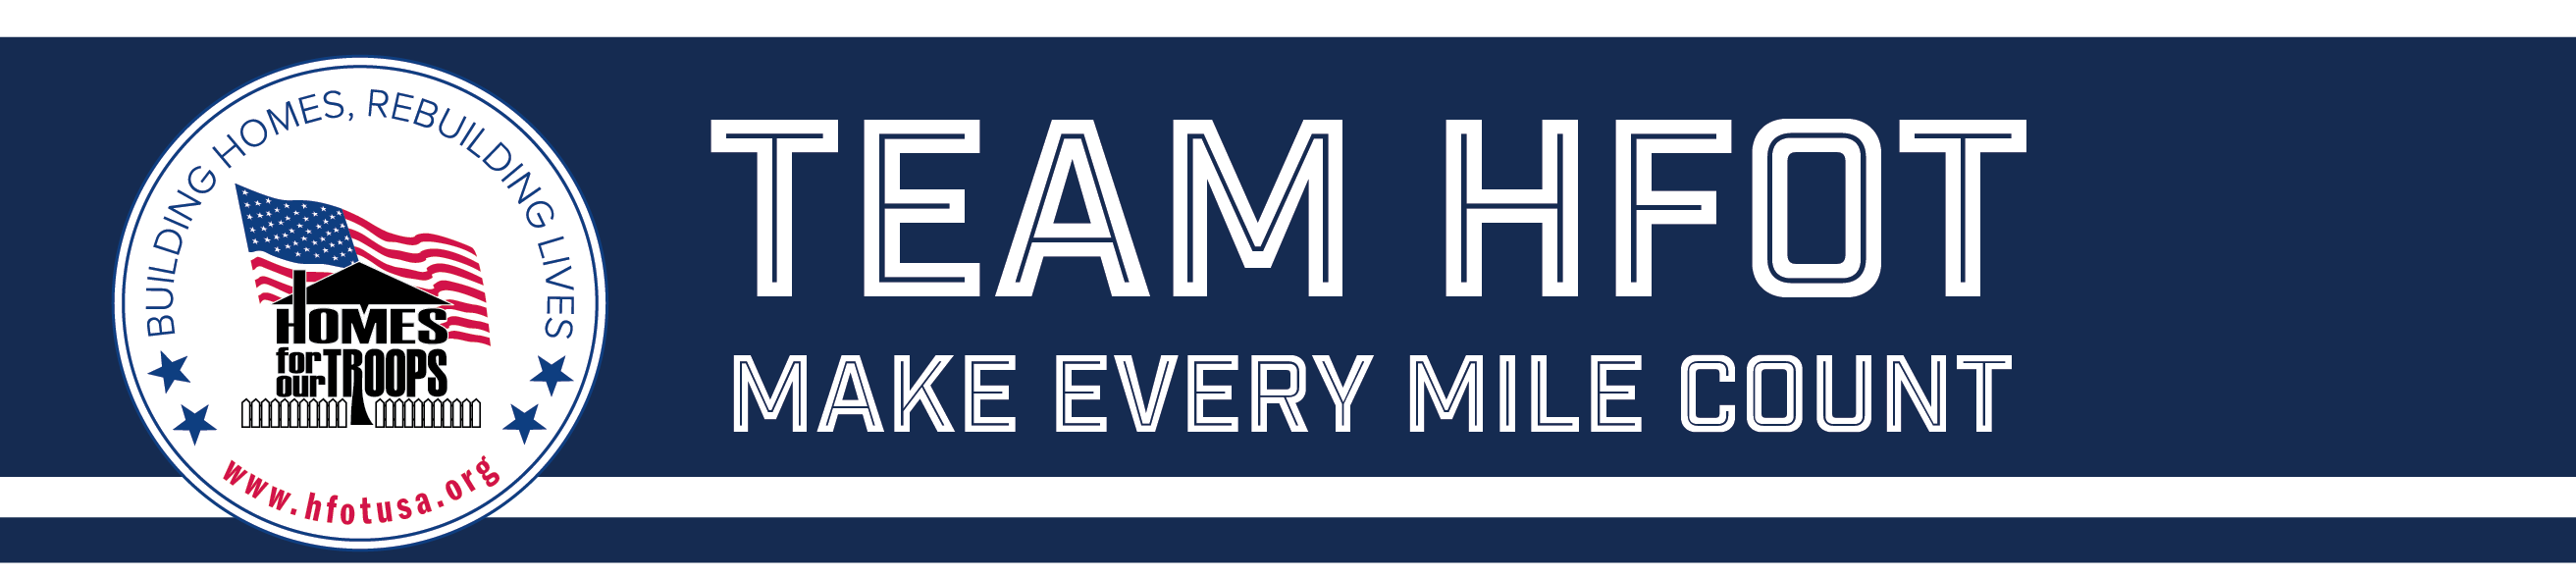 BUILDING HOMES, REBUILDING LIVES
HOMES
for
our TROOPS
www.hfotusa.org
TEAM HFOT
MAKE EVERY MILE COUNT